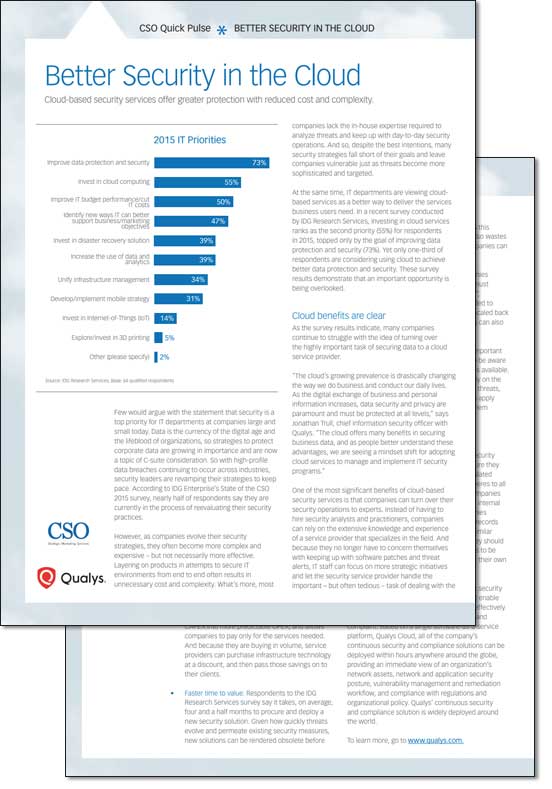 CSO Quick Pulse * BETTER SECURITY IN THE CLOUD
Better Security in the Cloud
Cloud-based security services offer greater protection with reduced cost and complexity.
2015 IT Priorities
Improve data protection and security 73%
Invest in cloud computing 55%
Improve IT budget performance/cut
IT costs 50%
Identify new ways IT can better
support business/marketing
objectives 47%
Invest in disaster recovery solution 39%
Increase the use of data and
analytics 39%
Unify infrastructure management 34%
Develop/implement mobile strategy 31%
Invest in Internet-of-Things (IoT) 14%
Explore/invest in 3D printing 5%
Other (please specify) 2%
Source: IDG Research Services; Base: 64 qualified respondents
Few would argue with the statement that security is a
top priority for IT departments at companies large and
small today. Data is the currency of the digital age and
the lifeblood of organizations, so strategies to protect
corporate data are growing in importance and are now
a topic of C-suite consideration. So with high-profile
data breaches continuing to occur across industries,
security leaders are revamping their strategies to keep
pace. According to IDG Enterprise's State of the CSO
2015 survey, nearly half of respondents say they are
currently in the process of reevaluating their security
practices.
However, as companies evolve their security
strategies, they often become more complex and
expensive – but not necessarily more effective.
Layering on products in attempts to secure IT
environments from end to end often results in
unnecessary cost and complexity. What's more, most
companies lack the in-house expertise required to
analyze threats and keep up with day-to-day security
operations. And so, despite the best intentions, many
security strategies fall short of their goals and leave
companies vulnerable just as threats become more
sophisticated and targeted.
At the same time, IT departments are viewing cloud-
based services as a better way to deliver the services
business users need. In a recent survey conducted
by IDG Research Services, investing in cloud services
ranks as the second priority (55%) for respondents
in 2015, topped only by the goal of improving data
protection and security (73%). Yet only one-third of
respondents are considering using cloud to achieve
better data protection and security. These survey
results demonstrate that an important opportunity is
being overlooked.
Cloud benefits are clear
As the survey results indicate, many companies
continue to struggle with the idea of turning over
the highly important task of securing data to a cloud
service provider.
"The cloud's growing prevalence is drastically changing
the way we do business and conduct our daily lives.
As the digital exchange of business and personal
information increases, data security and privacy are
paramount and must be protected at all levels," says
Jonathan Trull, chief information security officer with
Qualys. "The cloud offers many benefits in securing
business data, and as people better understand these
advantages, we are seeing a mindset shift for adopting
cloud services to manage and implement IT security
programs."
One of the most significant benefits of cloud-based
security services is that companies can turn over their
security operations to experts. Instead of having to
hire security analysts and practitioners, companies
can rely on the extensive knowledge and experience
of a service provider that specializes in the field. And
because they no longer have to concern themselves
with keeping up with software patches and threat
alerts, IT staff can focus on more strategic initiatives
and let the security service provider handle the
important – but often tedious – task of dealing with the
CSO
Strategic Marketing Services
Qualys.
companies to pay only for the services needed.
And because they are buying in volume, service
providers can purchase infrastructure technology
at a discount, and then pass those savings on to
their clients.
• Faster time to value: Respondents to the IDG
Research Services survey say it takes, on average,
four and a half months to procure and deploy a
new security solution. Given how quickly threats
evolve and permeate existing security measures,
new solutions can be rendered obsolete before
platform, Qualys Cloud, all of the company's
continuous security and compliance solutions can be
deployed within hours anywhere around the globe,
providing an immediate view of an organization's
network assets, network and application security
posture, vulnerability management and remediation
workflow, and compliance with regulations and
organizational policy. Qualys' continuous security
and compliance solution is widely deployed around
the world.
To learn more, go to www.qualys.com.